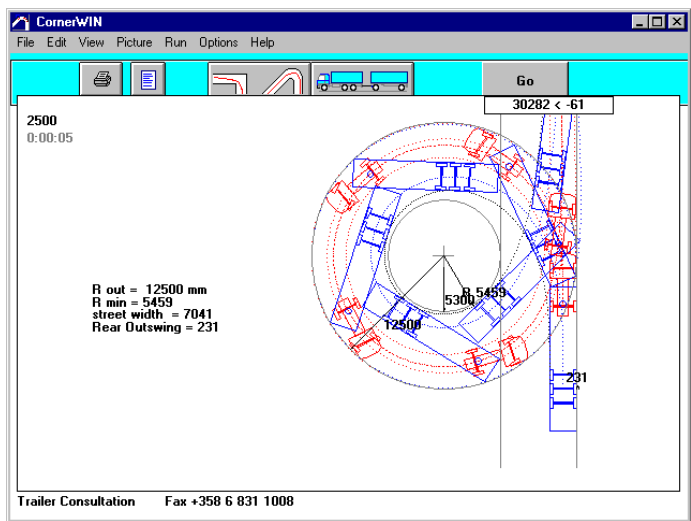 CornerWIN
File Edit View Picture Run Options Help
Go
30282 < -61
2500
0:00:05
R out = 12500 mm
R min = 5459
street width = 7041
Rear Outswing = 231
R 5459
5300
12500
231
Trailer Consultation Fax +358 6 831 1008